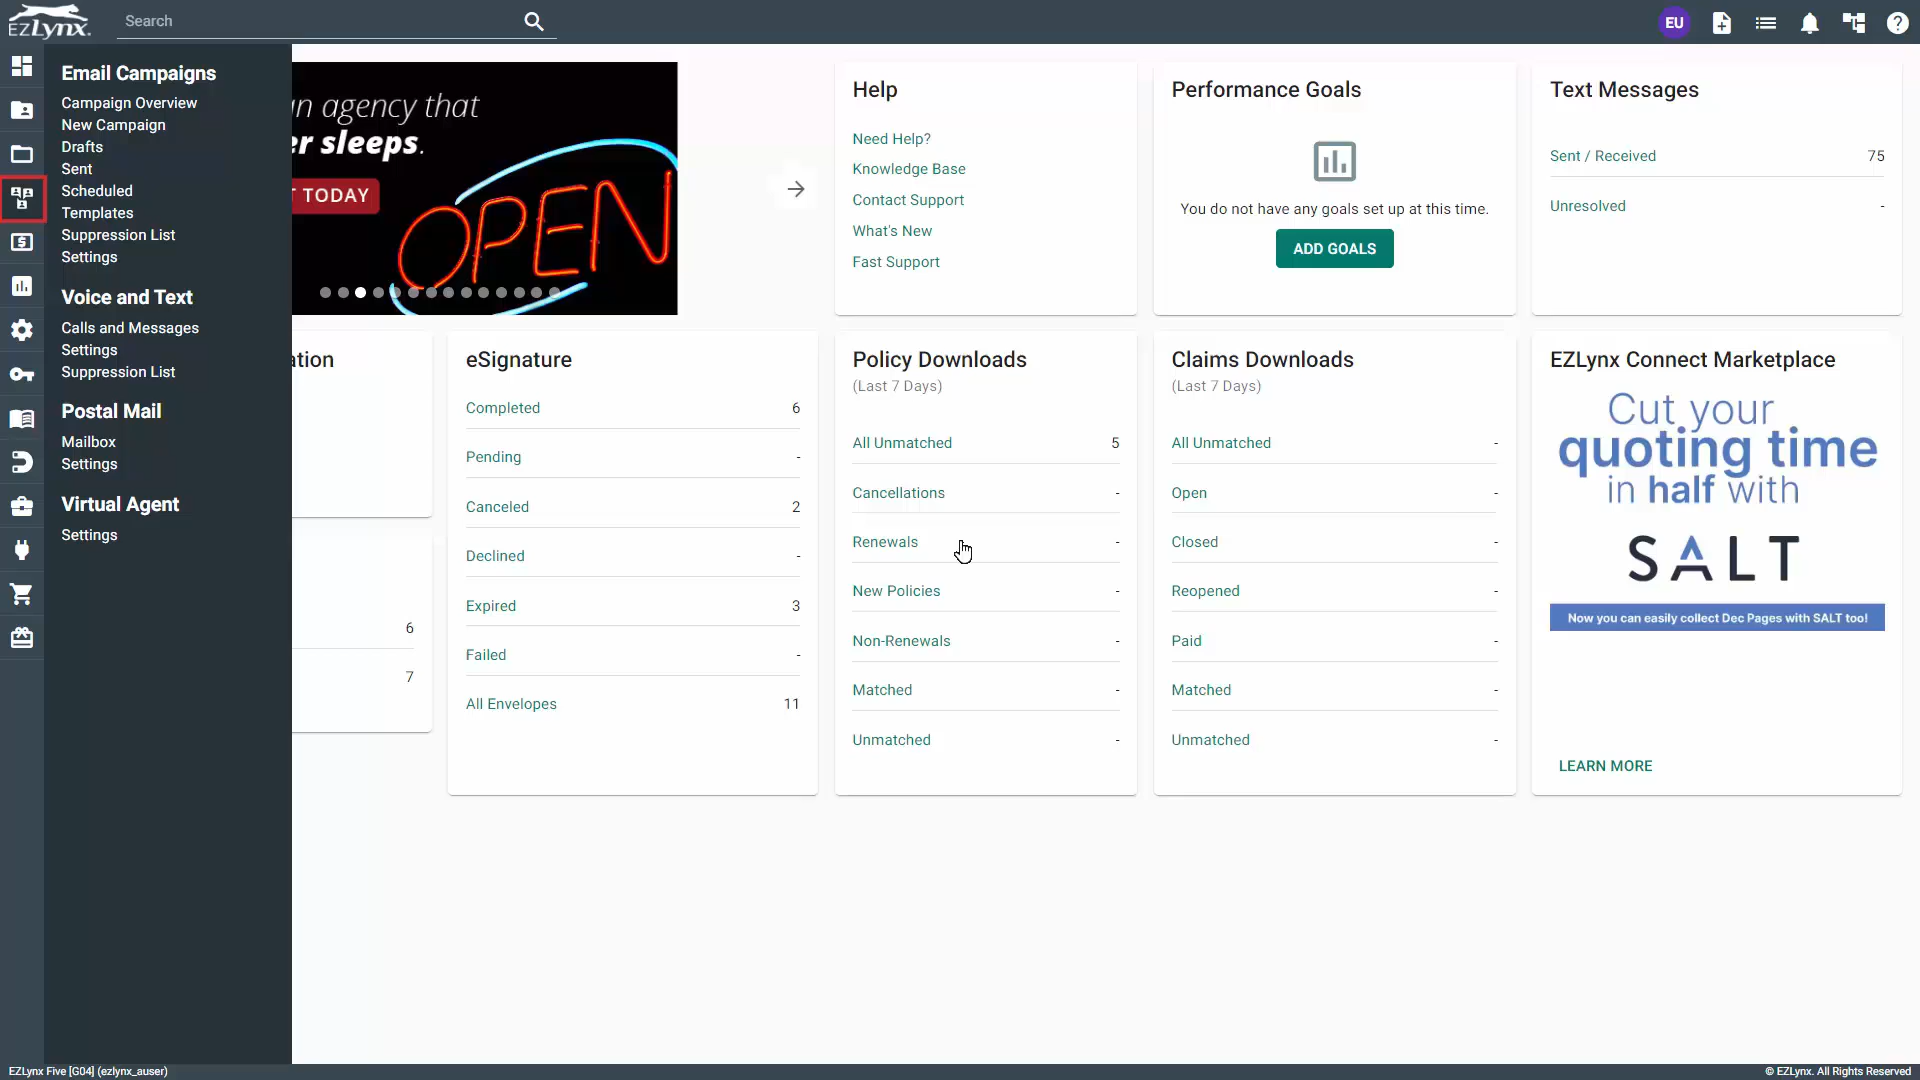 EZLynx.
Search
EU
Email Campaigns
Campaign Overview
New Campaign
Drafts
Sent
Scheduled
Templates
Suppression List
Settings
Voice and Text
Calls and Messages
Settings
Suppression List
Postal Mail
Mailbox
Settings
Virtual Agent
Settings
n agency that
er sleeps.
T TODAY
OPEN
Help
Need Help?
Knowledge Base
Contact Support
What's New
Fast Support
Performance Goals
You do not have any goals set up at this time.
ADD GOALS
Text Messages
Sent / Received 75
Unresolved -
ation
6
7
eSignature
Completed 6
Pending -
Canceled 2
Declined -
Expired 3
Failed -
All Envelopes 11
Policy Downloads
(Last 7 Days)
All Unmatched 5
Cancellations -
Renewals -
New Policies -
Non-Renewals -
Matched -
Unmatched -
Claims Downloads
(Last 7 Days)
All Unmatched -
Open -
Closed -
Reopened -
Paid -
Matched -
Unmatched -
EZLynx Connect Marketplace
Cut your
quoting time
in half with
SALT
Now you can easily collect Dec Pages with SALT too!
LEARN MORE
EZLynx Five [G04] (ezlynx_auser)
© EZLynx. All Rights Reserved